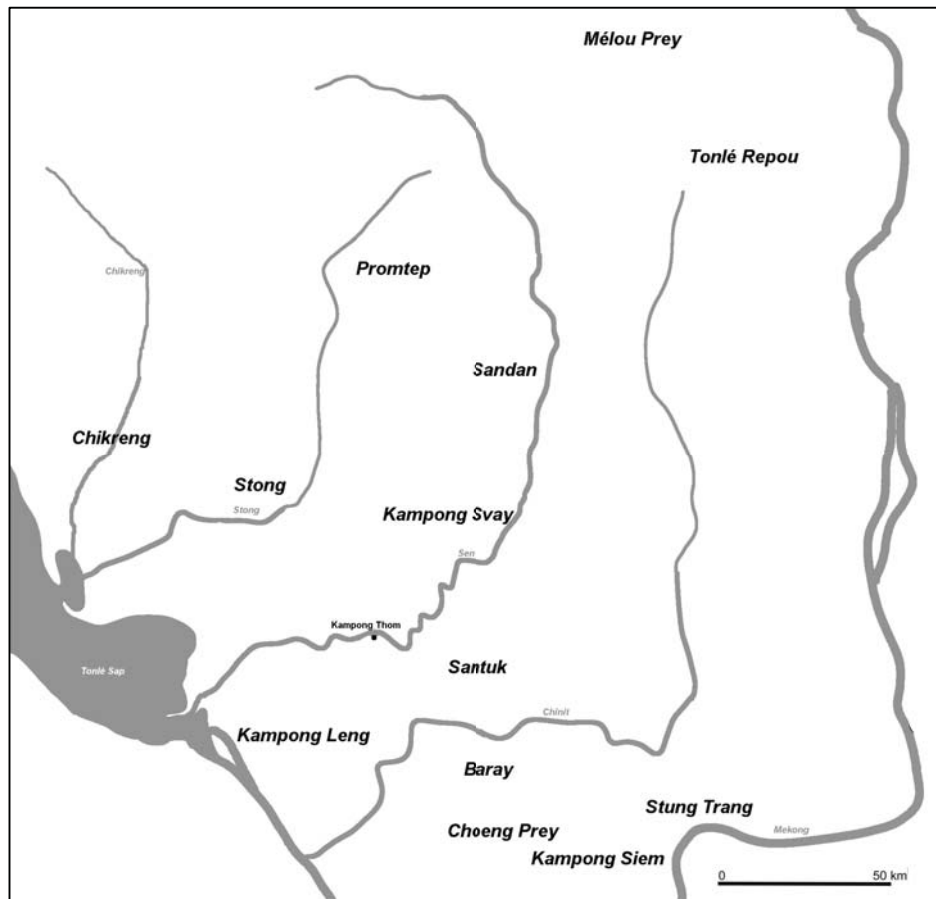 Mélou Prey
Tonlé Repou
Chikreng
Promtep
Sandan
Chikreng
Stong
Stong
Kampong Svay
Sen
Kampong Thom
Tonlé Sap
Santuk
Chinit
Kampong Leng
Baray
Stung Trang
Mekong
Choeng Prey
Kampong Siem
0 50 km